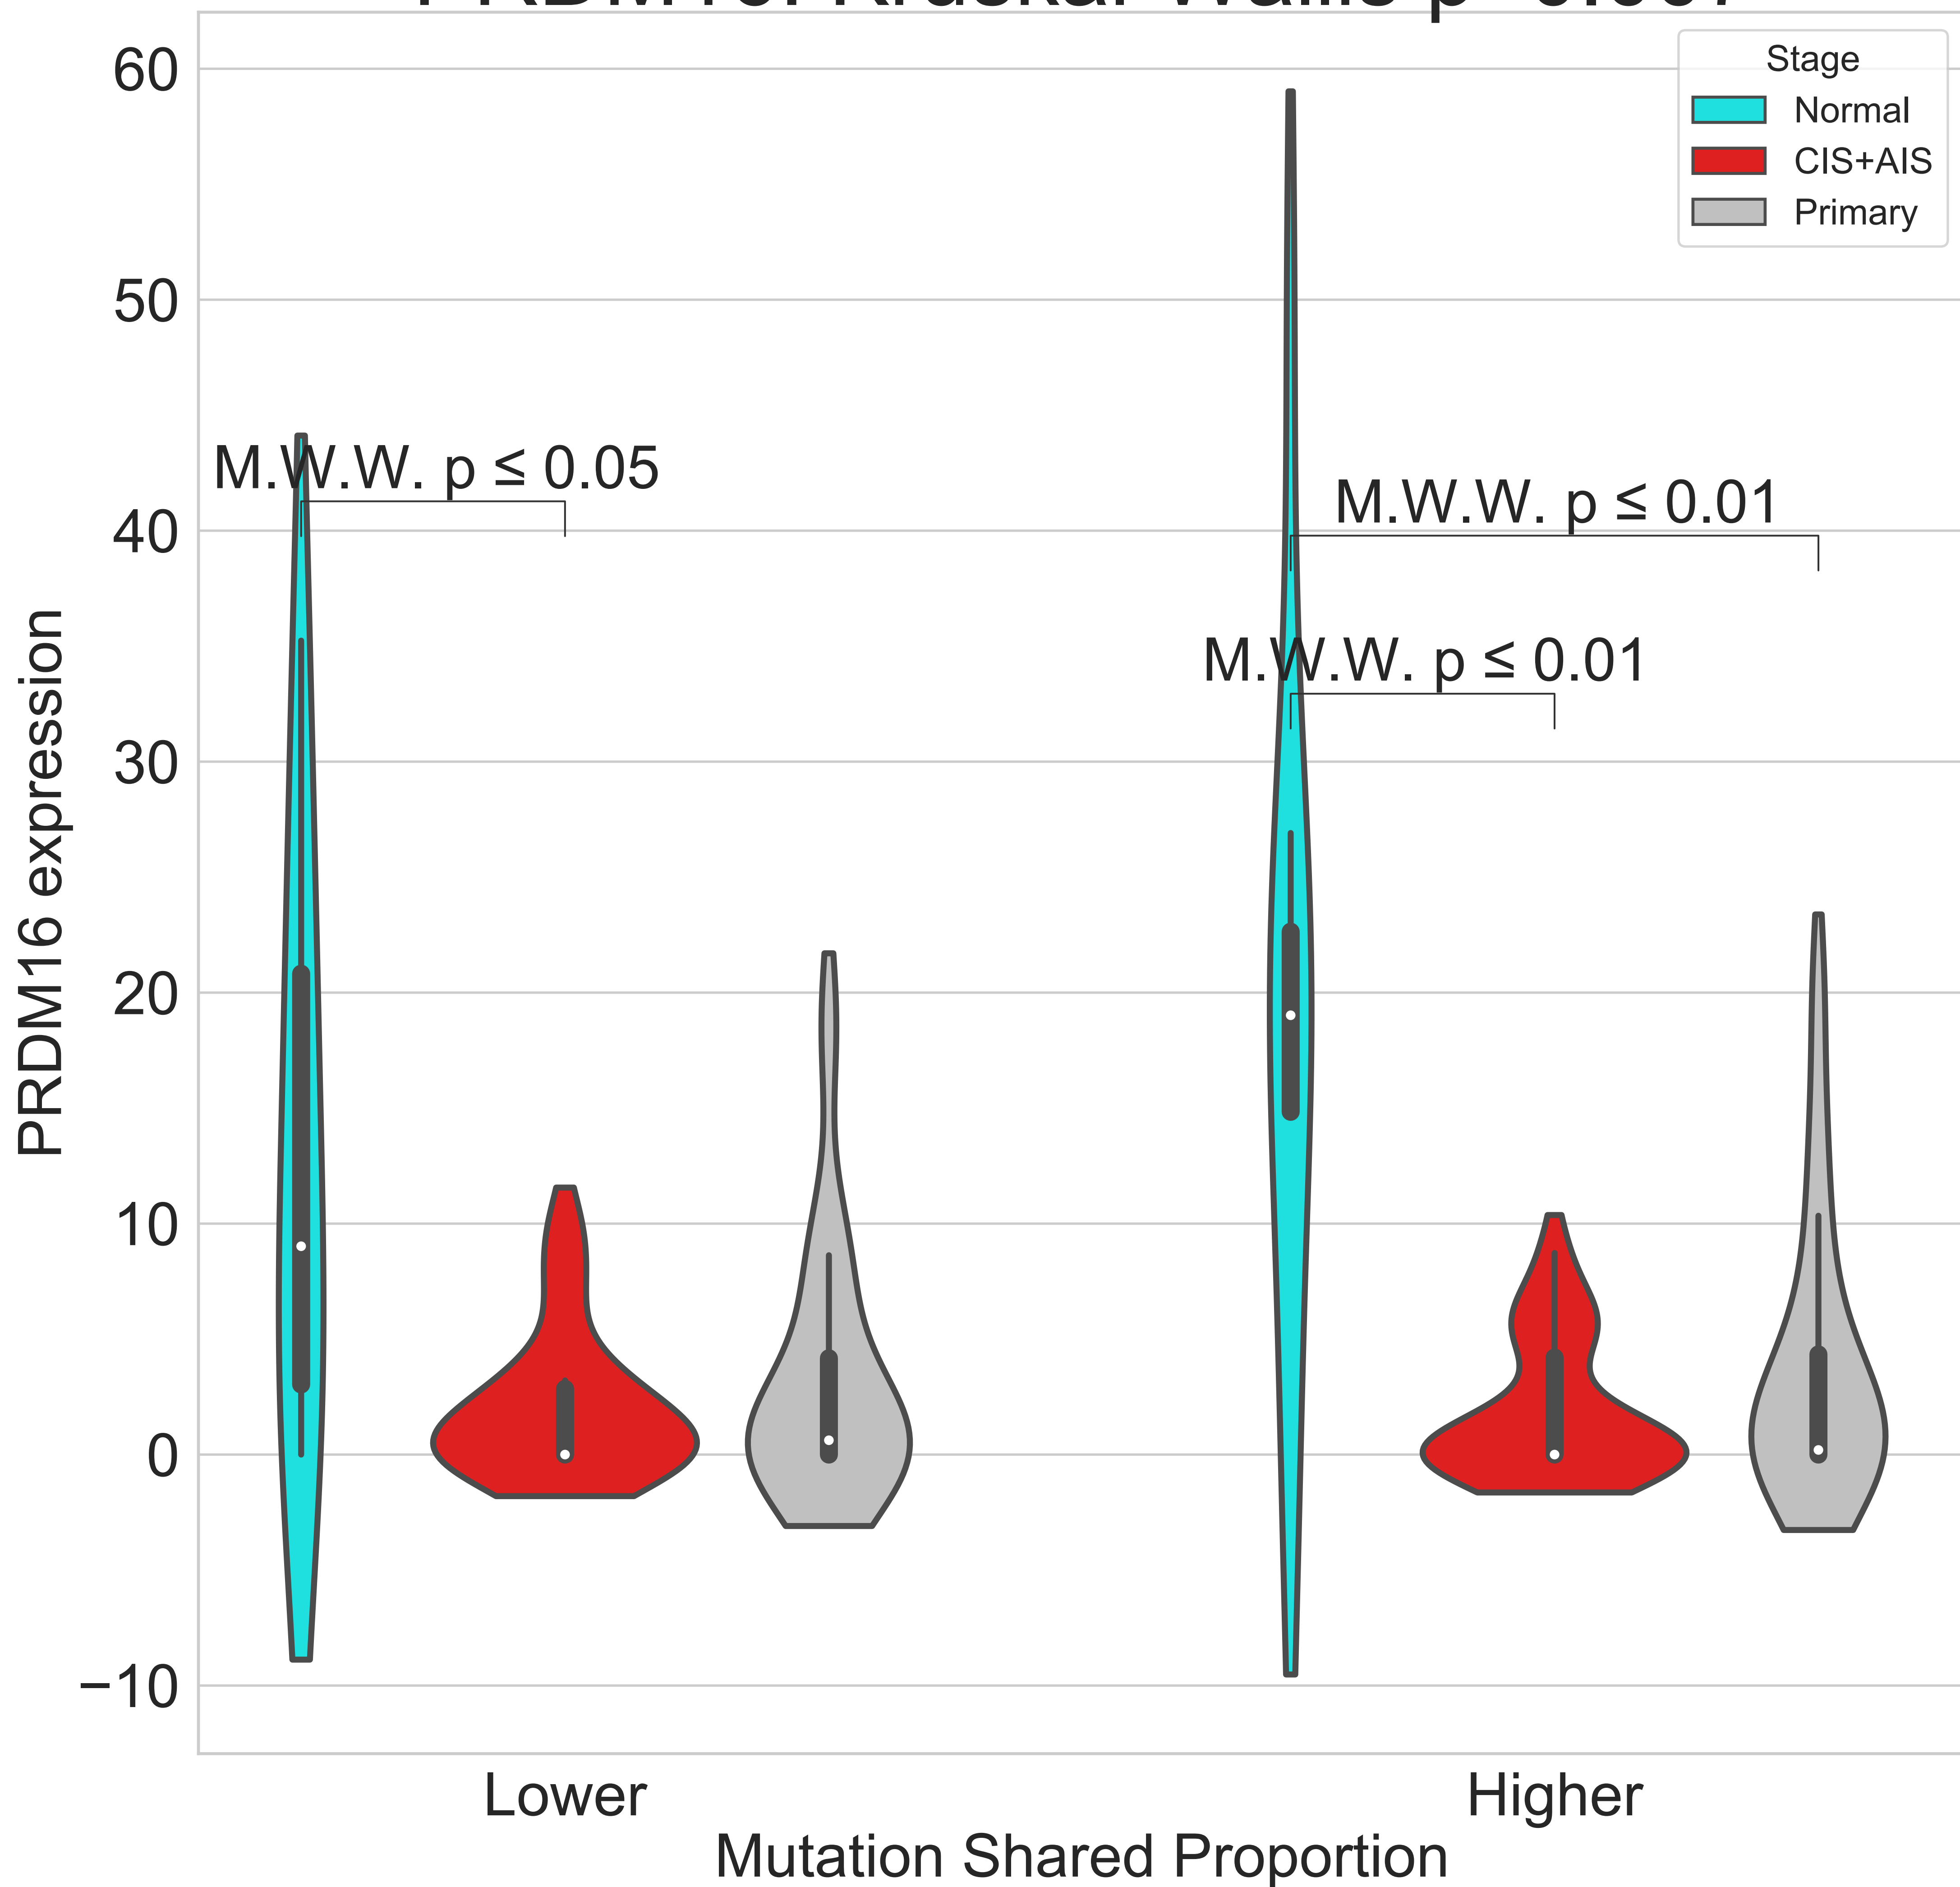 60
50
40
30
20
10
0
−10
PRDM16 expression
Stage
Normal
CIS+AIS
Primary
M.W.W. p ≤ 0.05
M.W.W. p ≤ 0.01
M.W.W. p ≤ 0.01
Lower
Higher
Mutation Shared Proportion